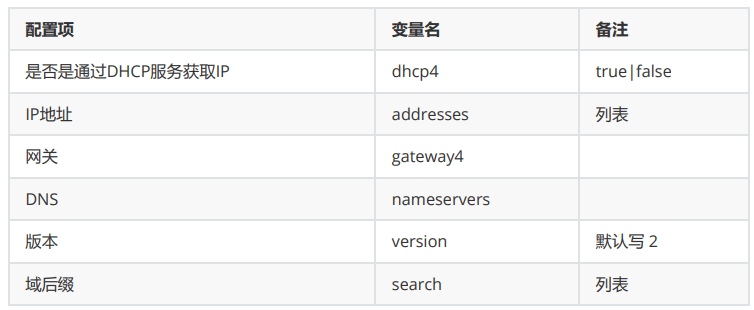 配置项 变量名 备注
是否是通过DHCP服务获取IP dhcp4 true|false
IP地址 addresses 列表
网关 gateway4
DNS nameservers
版本 version 默认写 2
域后缀 search 列表